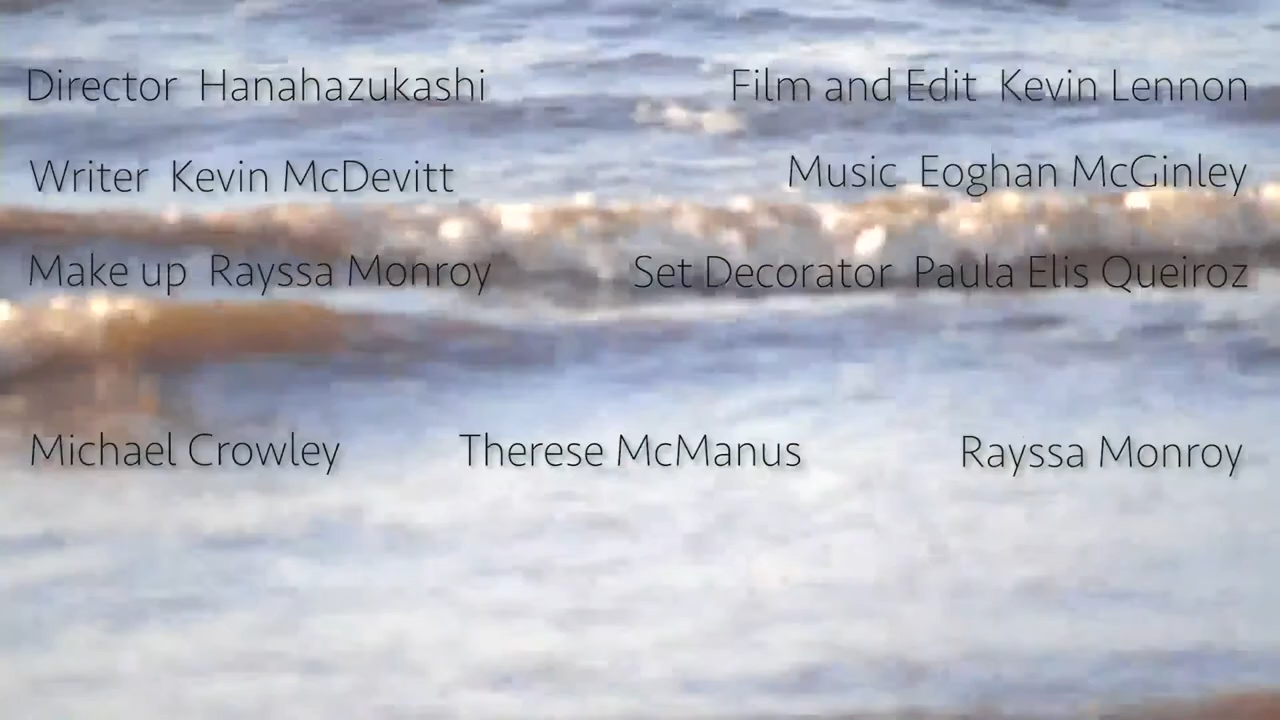 Director Hanahazukashi
Film and Edit Kevin Lennon
Writer Kevin McDevitt
Music Eoghan McGinley
Make up Rayssa Monroy
Set Decorator Paula Elis Queiroz
Michael Crowley
Therese McManus
Rayssa Monroy